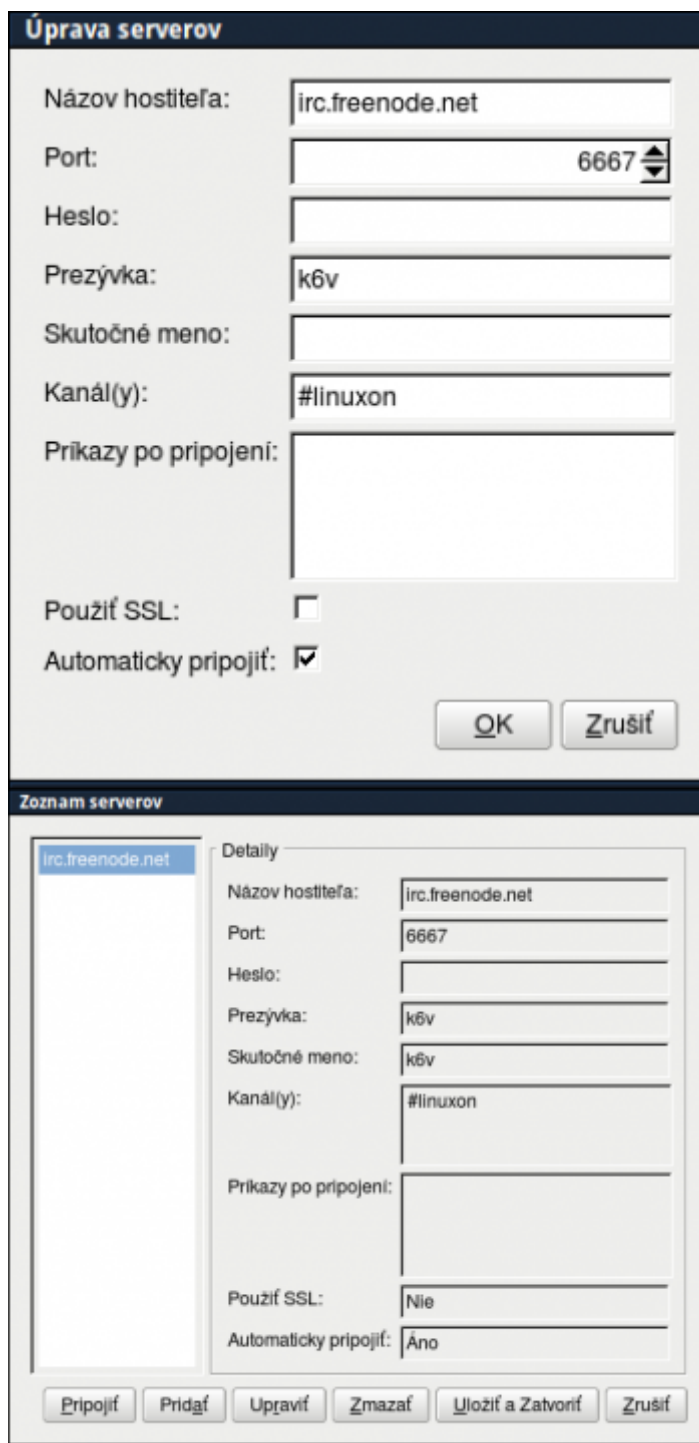 Úprava serverov
Názov hostiteľa: irc.freenode.net
Port: 6667
Heslo:
Prezývka: k6v
Skutočné meno:
Kanál(y): #linuxon
Príkazy po pripojení:
Použiť SSL:
Automaticky pripojiť:
OK Zrušiť
Zoznam serverov
irc.freenode.net
Detaily
Názov hostiteľa: irc.freenode.net
Port: 6667
Heslo:
Prezývka: k6v
Skutočné meno: k6v
Kanál(y): #linuxon
Príkazy po pripojení:
Použiť SSL: Nie
Automaticky pripojiť: Áno
Pripojiť Pridať Upraviť Zmazať Uložiť a Zatvoriť Zrušiť